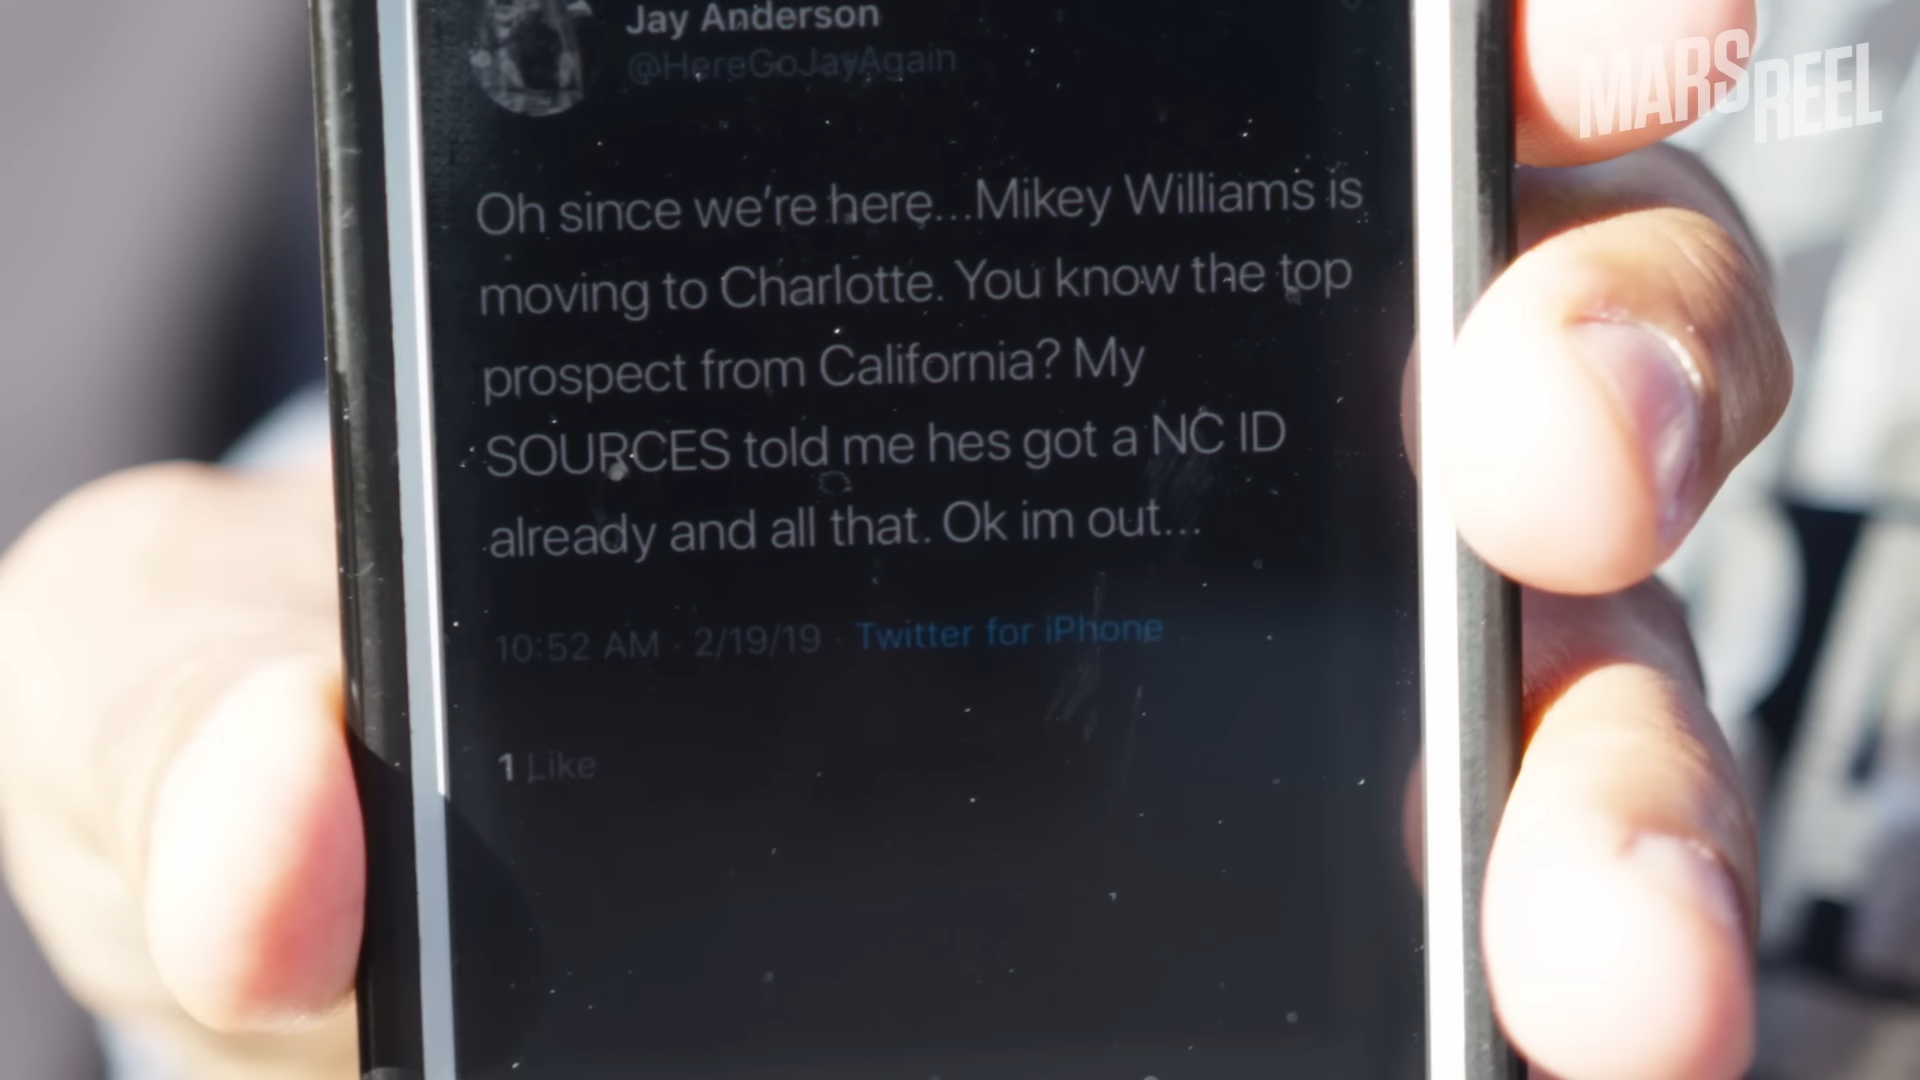 Jay Anderson
@HereGoJayAgain
MARS REEL
Oh since we're here...Mikey Williams is
moving to Charlotte. You know the top
prospect from California? My
SOURCES told me hes got a NC ID
already and all that. Ok im out...
10:52 AM · 2/19/19 · Twitter for iPhone
1 Like